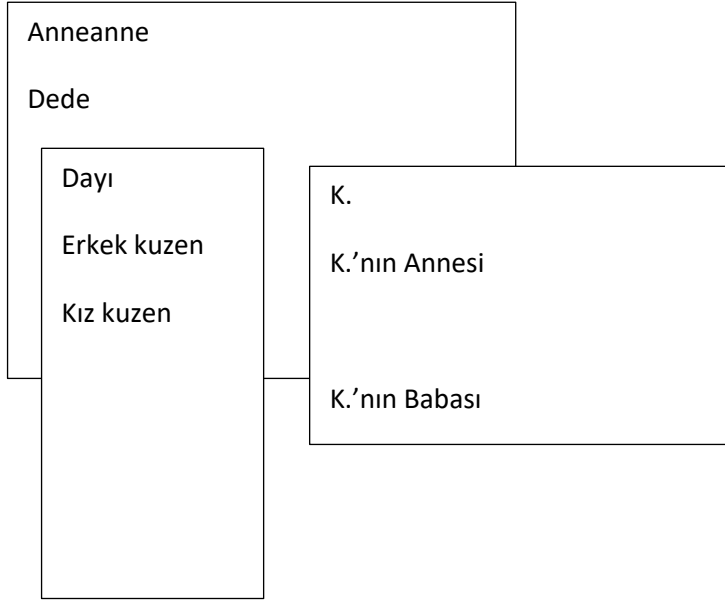 Anneanne
Dede
Dayı
Erkek kuzen
Kız kuzen
K.
K.’nın Annesi
K.’nın Babası